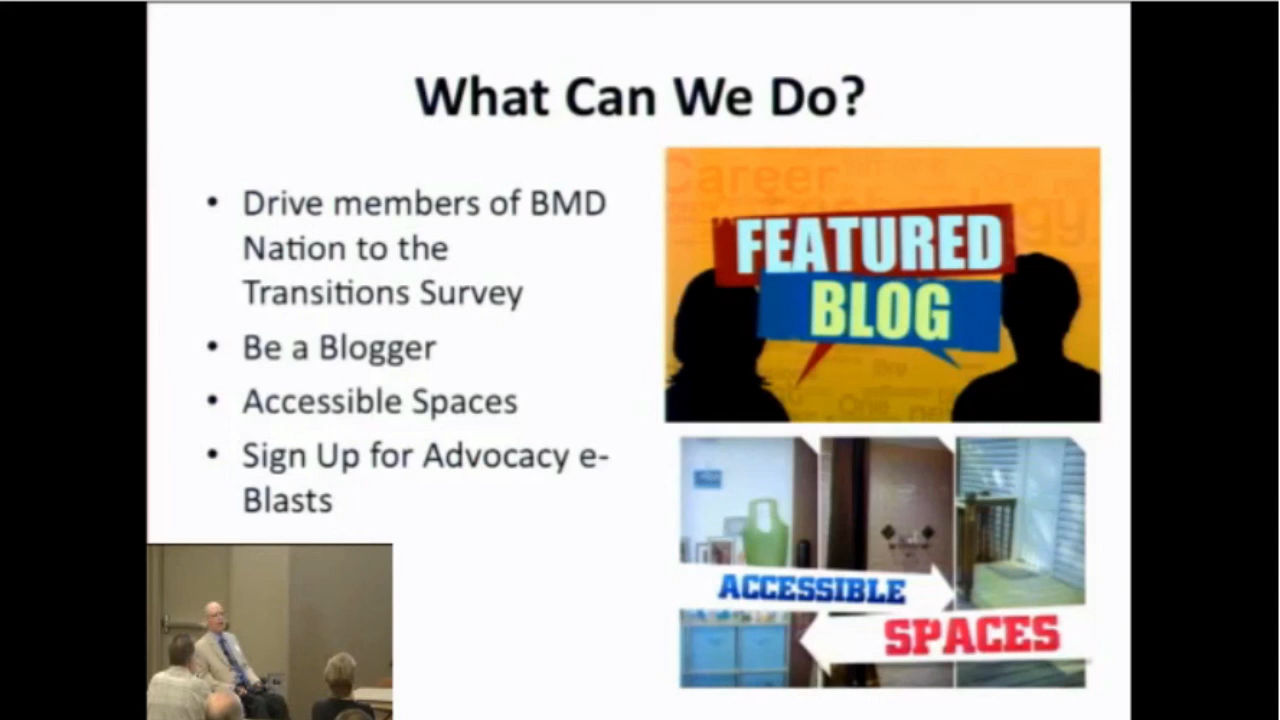 What Can We Do?
• Drive members of BMD
Nation to the
Transitions Survey
• Be a Blogger
• Accessible Spaces
• Sign Up for Advocacy e-
Blasts
Career
FEATURED
BLOG
ACCESSIBLE
SPACES